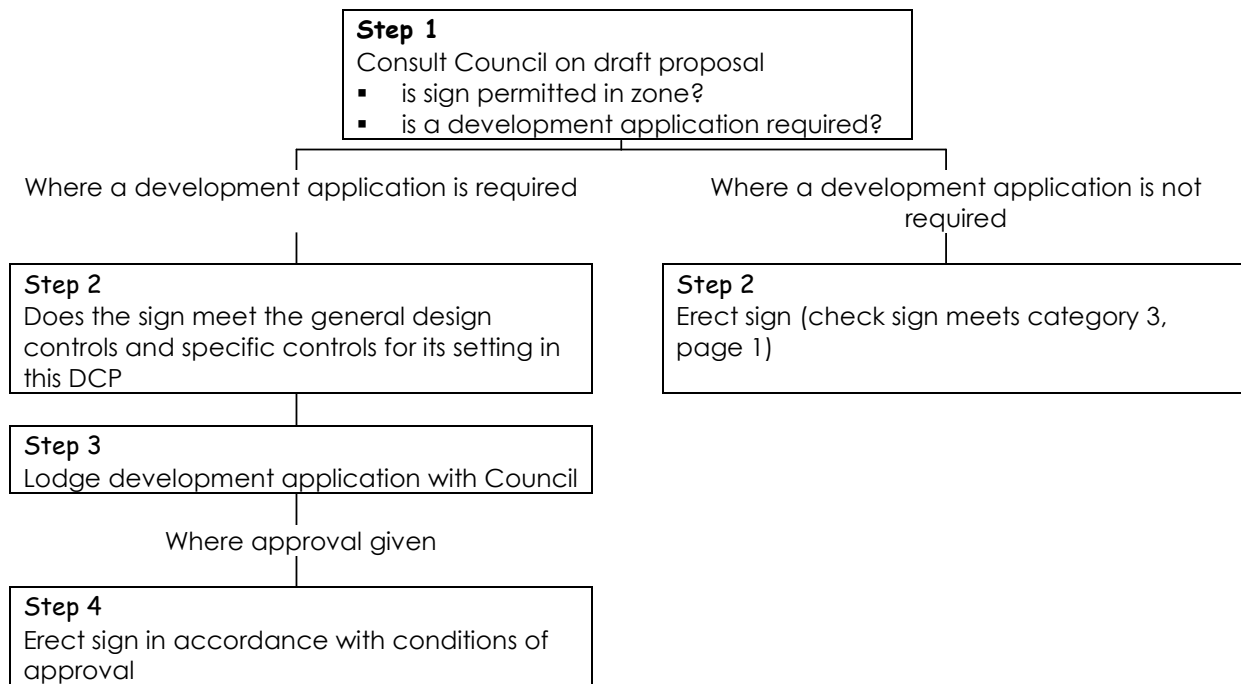 Step 1
Consult Council on draft proposal
▪ is sign permitted in zone?
▪ is a development application required?
Where a development application is required
Where a development application is not
required
Step 2
Does the sign meet the general design
controls and specific controls for its setting in
this DCP
Step 2
Erect sign (check sign meets category 3,
page 1)
Step 3
Lodge development application with Council
Where approval given
Step 4
Erect sign in accordance with conditions of
approval